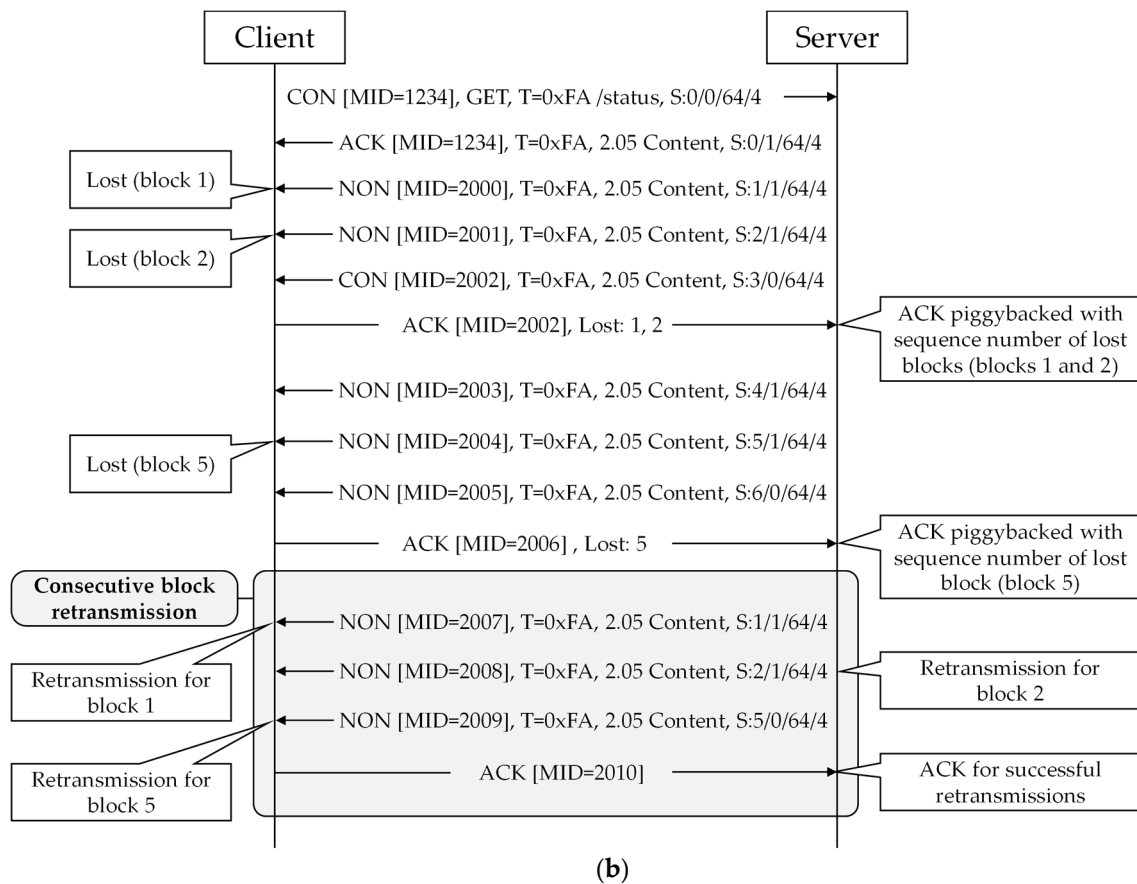 Client
Server
CON [MID=1234], GET, T=0xFA /status, S:0/0/64/4
ACK [MID=1234], T=0xFA, 2.05 Content, S:0/1/64/4
Lost (block 1)
NON [MID=2000], T=0xFA, 2.05 Content, S:1/1/64/4
Lost (block 2)
NON [MID=2001], T=0xFA, 2.05 Content, S:2/1/64/4
CON [MID=2002], T=0xFA, 2.05 Content, S:3/0/64/4
ACK [MID=2002], Lost: 1, 2
ACK piggybacked with
sequence number of lost
blocks (blocks 1 and 2)
NON [MID=2003], T=0xFA, 2.05 Content, S:4/1/64/4
Lost (block 5)
NON [MID=2004], T=0xFA, 2.05 Content, S:5/1/64/4
NON [MID=2005], T=0xFA, 2.05 Content, S:6/0/64/4
ACK [MID=2006] , Lost: 5
ACK piggybacked with
sequence number of lost
block (block 5)
Consecutive block
retransmission
NON [MID=2007], T=0xFA, 2.05 Content, S:1/1/64/4
Retransmission for
block 1
NON [MID=2008], T=0xFA, 2.05 Content, S:2/1/64/4
Retransmission for
block 2
NON [MID=2009], T=0xFA, 2.05 Content, S:5/0/64/4
Retransmission for
block 5
ACK [MID=2010]
ACK for successful
retransmissions
(b)